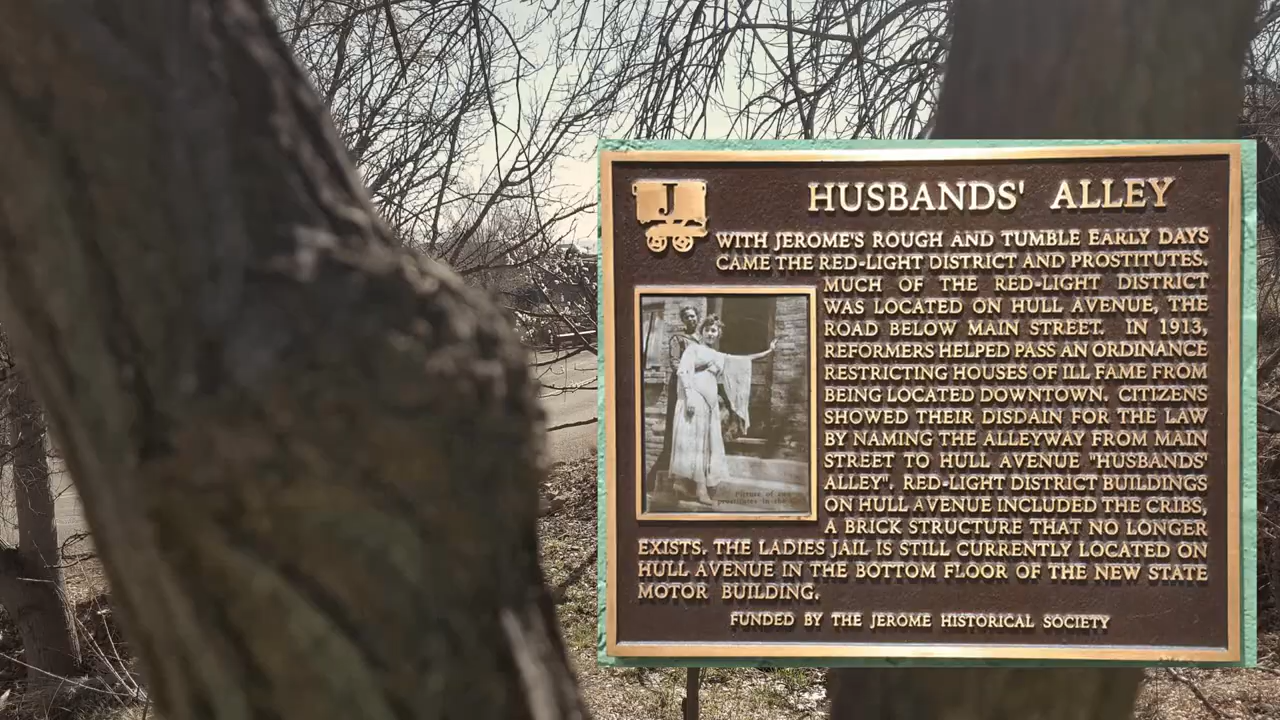 J
HUSBANDS' ALLEY
WITH JEROME'S ROUGH AND TUMBLE EARLY DAYS
CAME THE RED-LIGHT DISTRICT AND PROSTITUTES.
MUCH OF THE RED-LIGHT DISTRICT
WAS LOCATED ON HULL AVENUE, THE
ROAD BELOW MAIN STREET. IN 1913,
REFORMERS HELPED PASS AN ORDINANCE
RESTRICTING HOUSES OF ILL FAME FROM
BEING LOCATED DOWNTOWN. CITIZENS
SHOWED THEIR DISDAIN FOR THE LAW
BY NAMING THE ALLEYWAY FROM MAIN
STREET TO HULL AVENUE "HUSBANDS'
ALLEY". RED-LIGHT DISTRICT BUILDINGS
ON HULL AVENUE INCLUDED THE CRIBS,
A BRICK STRUCTURE THAT NO LONGER
EXISTS. THE LADIES JAIL IS STILL CURRENTLY LOCATED ON
HULL AVENUE IN THE BOTTOM FLOOR OF THE NEW STATE
MOTOR BUILDING.
Picture of
prostitutes in the
FUNDED BY THE JEROME HISTORICAL SOCIETY